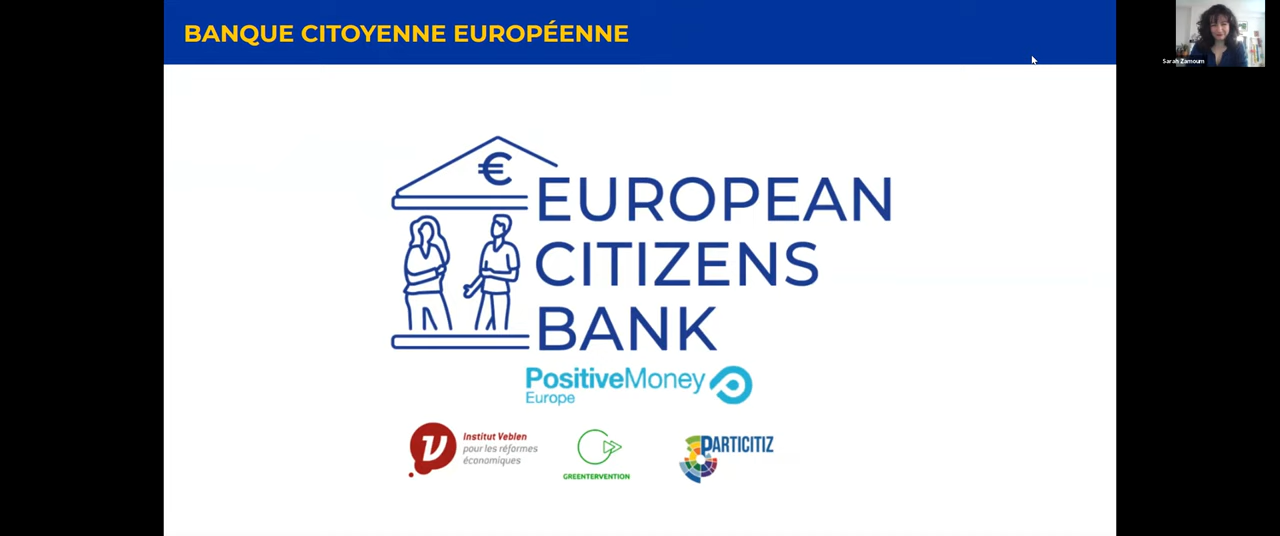 BANQUE CITOYENNE EUROPÉENNE
Sarah Zamoum
€
EUROPEAN
CITIZENS
BANK
PositiveMoney
Europe
Institut Veblen
pour les réformes
économiques
GREENTERVENTION
PARTICITIZ